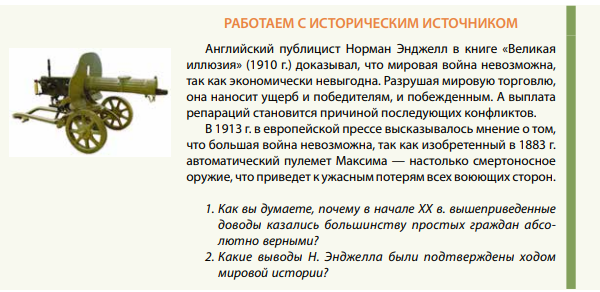 РАБОТАЕМ С ИСТОРИЧЕСКИМ ИСТОЧНИКОМ
Английский публицист Норман Энджелл в книге «Великая
иллюзия» (1910 г.) доказывал, что мировая война невозможна,
так как экономически невыгодна. Разрушая мировую торговлю,
она наносит ущерб и победителям, и побежденным. А выплата
репараций становится причиной последующих конфликтов.
В 1913 г. в европейской прессе высказывалось мнение о том,
что большая война невозможна, так как изобретенный в 1883 г.
автоматический пулемет Максима — настолько смертоносное
оружие, что приведет к ужасным потерям всех воюющих сторон.
1. Как вы думаете, почему в начале XX в. вышеприведенные
доводы казались большинству простых граждан абсо-
лютно верными?
2. Какие выводы Н. Энджелла были подтверждены ходом
мировой истории?